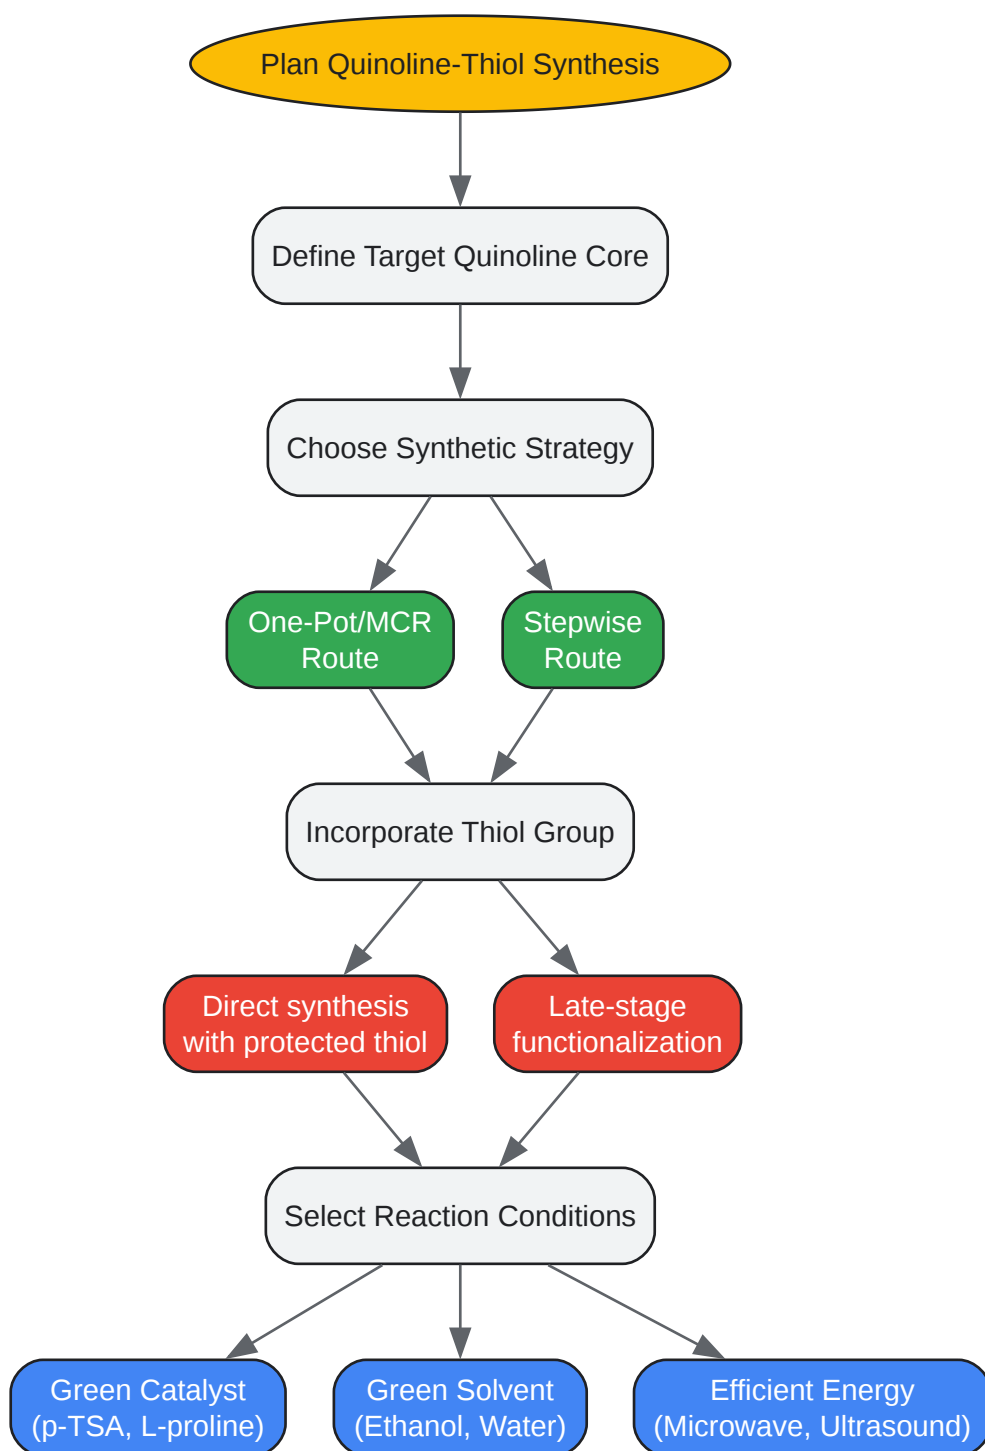 Plan Quinoline-Thiol Synthesis
Define Target Quinoline Core
Choose Synthetic Strategy
One-Pot/MCR
Route
Stepwise
Route
Incorporate Thiol Group
Direct synthesis
with protected thiol
Late-stage
functionalization
Select Reaction Conditions
Green Catalyst
(p-TSA, L-proline)
Green Solvent
(Ethanol, Water)
Efficient Energy
(Microwave, Ultrasound)